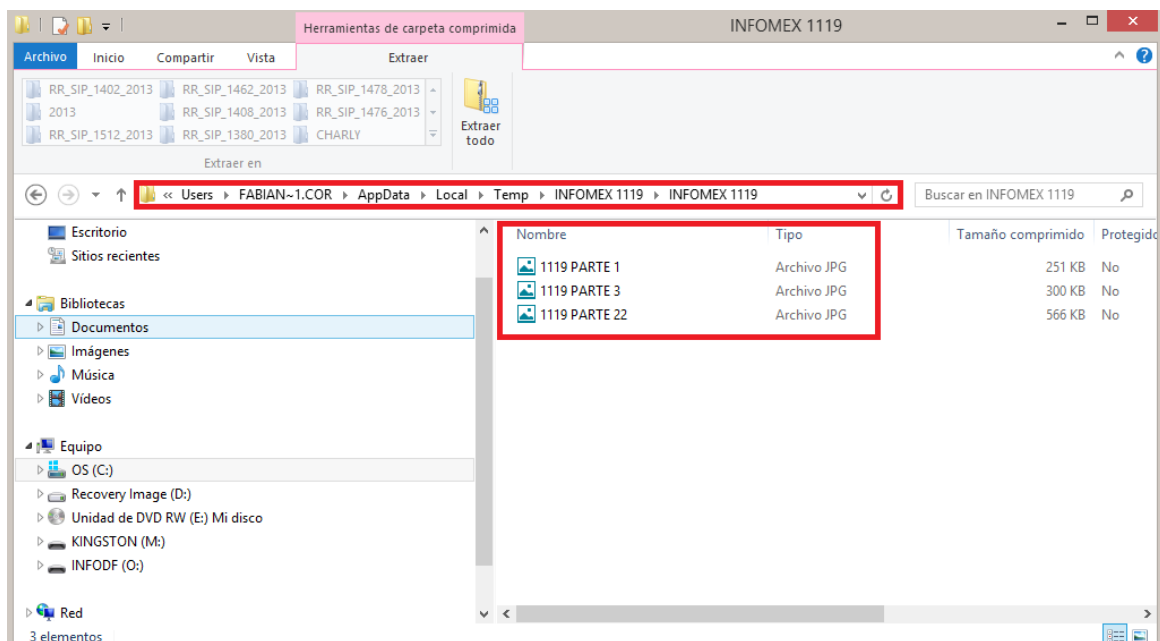 Herramientas de carpeta comprimida INFOMEX 1119
Archivo Inicio Compartir Vista Extraer
RR_SIP_1402_2013 RR_SIP_1462_2013 RR_SIP_1478_2013
2013 RR_SIP_1408_2013 RR_SIP_1476_2013
RR_SIP_1512_2013 RR_SIP_1380_2013 CHARLY
Extraer todo
Extraer en
« Users FABIAN~1.COR AppData Local Temp INFOMEX 1119 INFOMEX 1119 Buscar en INFOMEX 1119
Escritorio
Sitios recientes
Bibliotecas
Documentos
Imágenes
Música
Vídeos
Equipo
OS (C:)
Recovery Image (D:)
Unidad de DVD RW (E:) Mi disco
KINGSTON (M:)
INFODF (O:)
Red
Nombre Tipo Tamaño comprimido Protegido
1119 PARTE 1 Archivo JPG 251 KB No
1119 PARTE 3 Archivo JPG 300 KB No
1119 PARTE 22 Archivo JPG 566 KB No
3 elementos